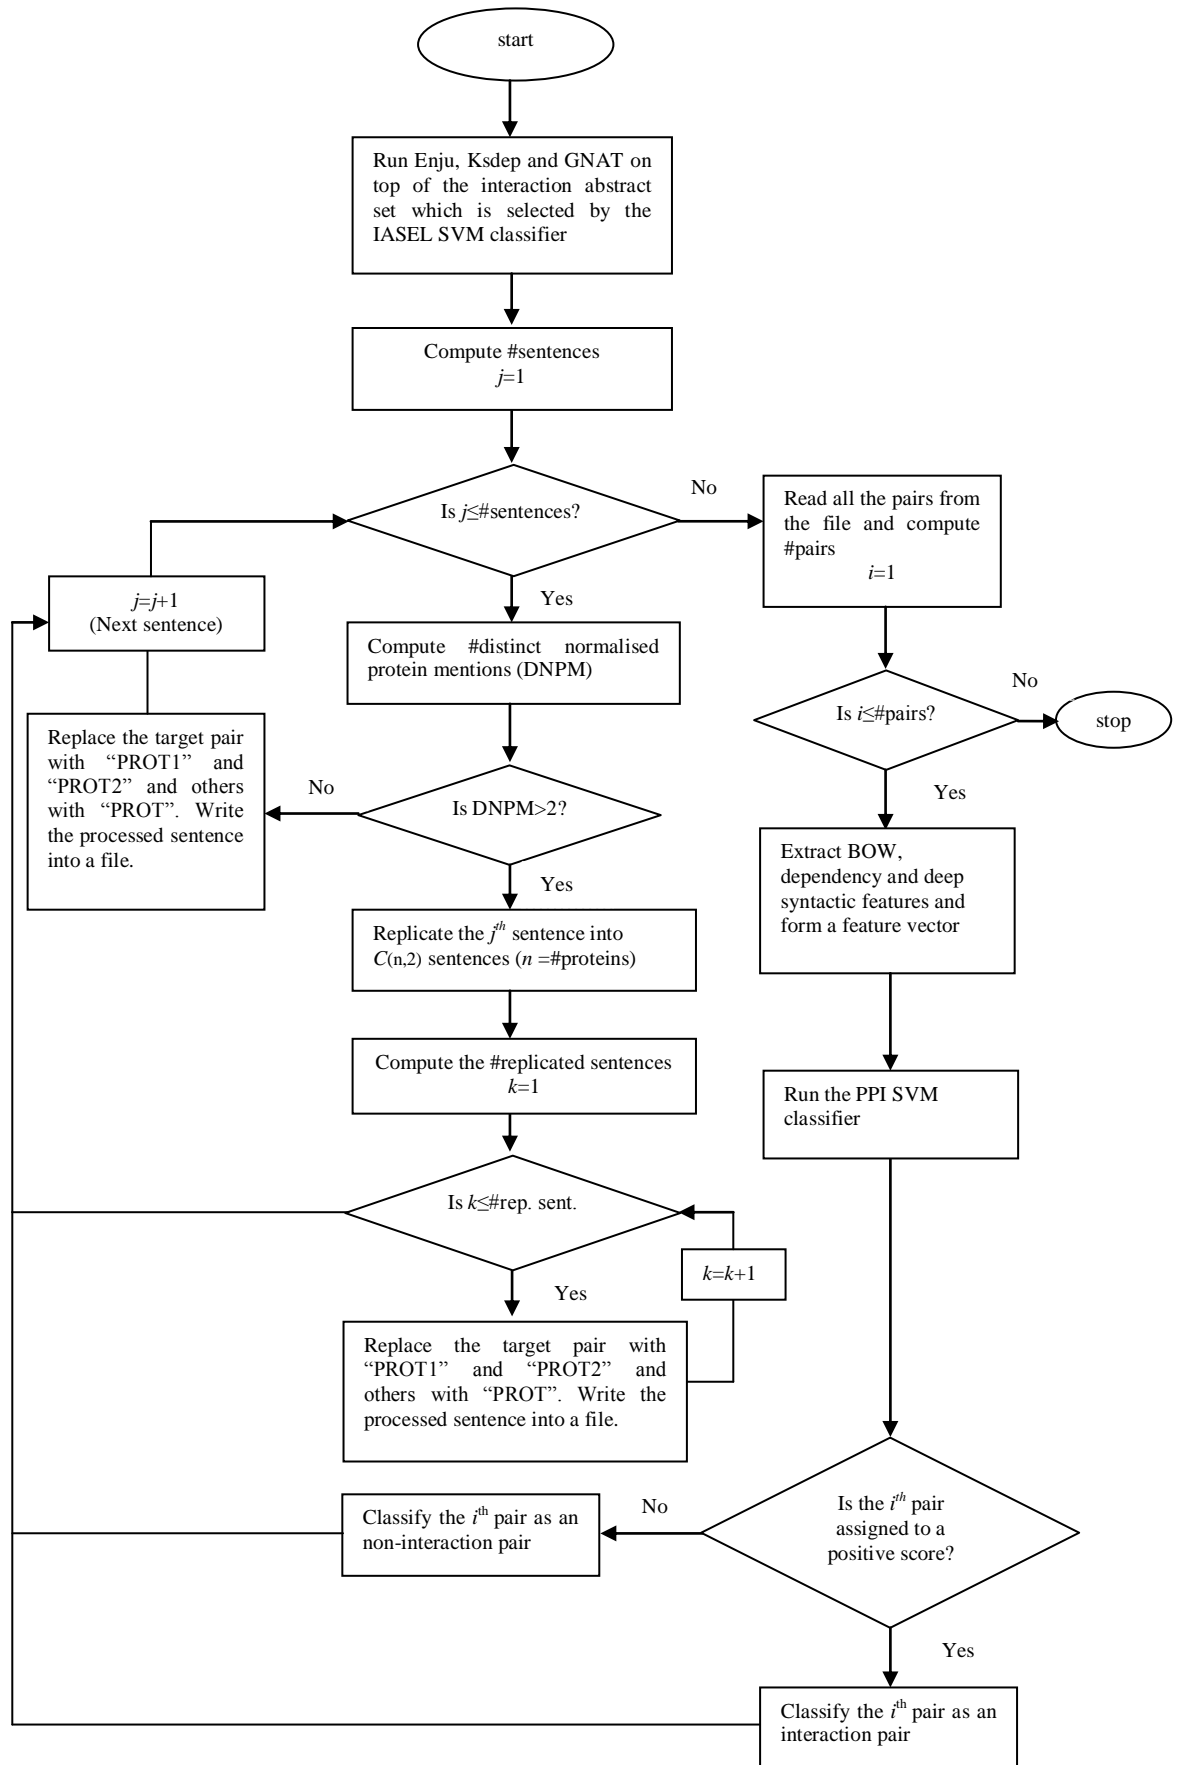 start
Run Enju, Ksdep and GNAT on
top of the interaction abstract
set which is selected by the
IASEL SVM classifier
Compute #sentences
j=1
Is j≤#sentences?
No
Yes
Read all the pairs from
the file and compute
#pairs
i=1
j=j+1
(Next sentence)
Compute #distinct normalised
protein mentions (DNPM)
Is i≤#pairs?
No
stop
Yes
Replace the target pair
with “PROT1” and
“PROT2” and others
with “PROT”. Write
the processed sentence
into a file.
No
Is DNPM>2?
Yes
Extract BOW,
dependency and deep
syntactic features and
form a feature vector
Replicate the jth sentence into
C(n,2) sentences (n =#proteins)
Compute the #replicated sentences
k=1
Run the PPI SVM
classifier
Is k≤#rep. sent.
k=k+1
Yes
Replace the target pair with
“PROT1” and “PROT2” and
others with “PROT”. Write the
processed sentence into a file.
Classify the ith pair as an
non-interaction pair
No
Is the ith pair
assigned to a
positive score?
Yes
Classify the ith pair as an
interaction pair